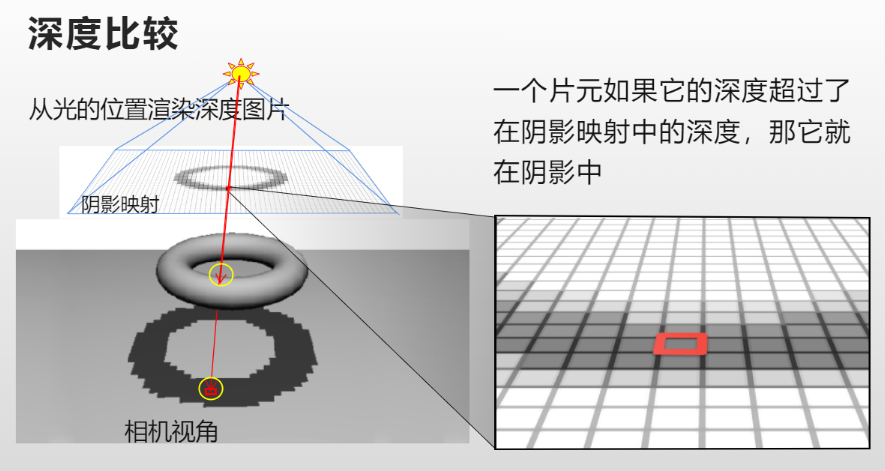 深度比较
从光的位置渲染深度图片
一个片元如果它的深度超过了
在阴影映射中的深度，那它就
在阴影中
阴影映射
相机视角